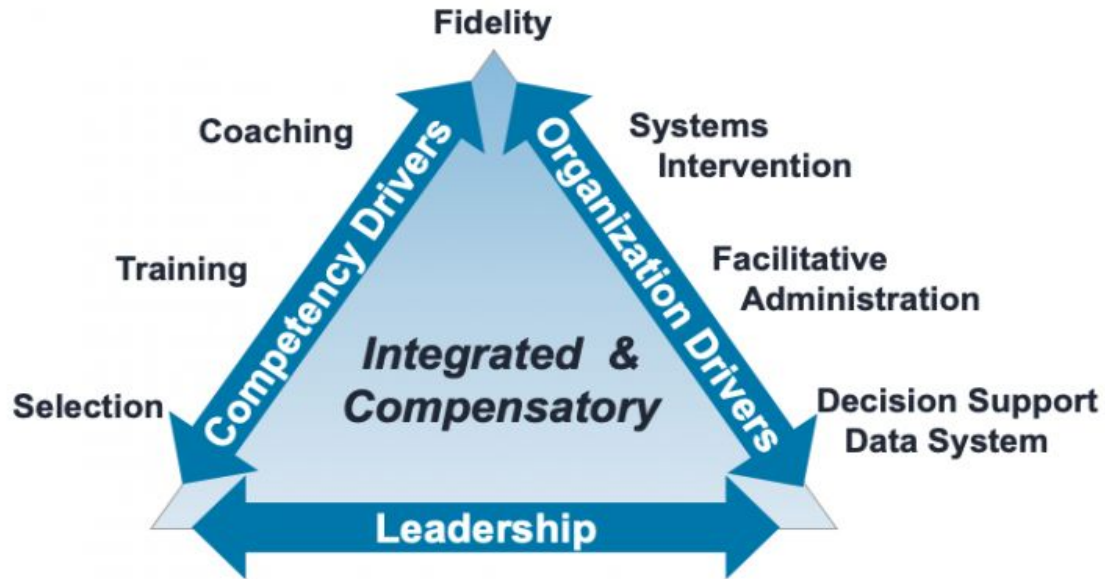 Fidelity
Coaching
Systems
Intervention
Competency Drivers
Organization Drivers
Training
Facilitative
Administration
Integrated &
Compensatory
Selection
Decision Support
Data System
Leadership